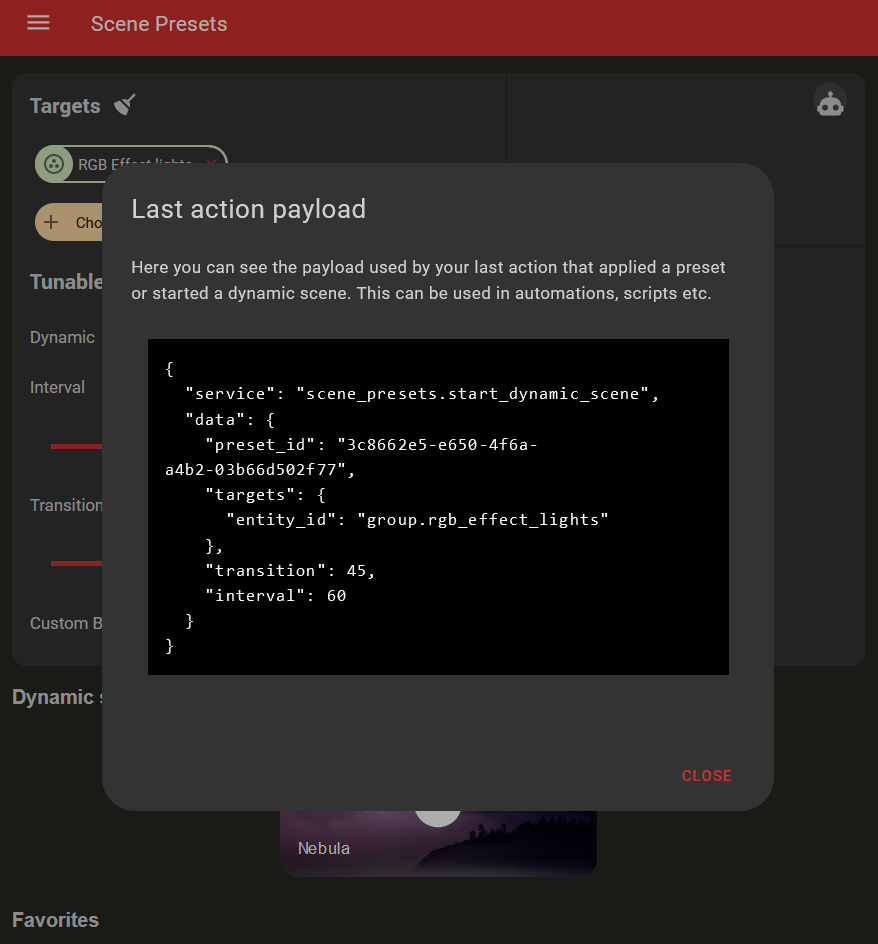 Scene Presets
Targets
RGB Effect lights
Cho
Tunable
Dynamic
Interval
Transition
Custom B
Last action payload
Here you can see the payload used by your last action that applied a preset
or started a dynamic scene. This can be used in automations, scripts etc.
{
  "service": "scene_presets.start_dynamic_scene",
  "data": {
    "preset_id": "3c8662e5-e650-4f6a-
a4b2-03b66d502f77",
    "targets": {
      "entity_id": "group.rgb_effect_lights"
    },
    "transition": 45,
    "interval": 60
  }
}
CLOSE
Dynamic
Nebula
Favorites